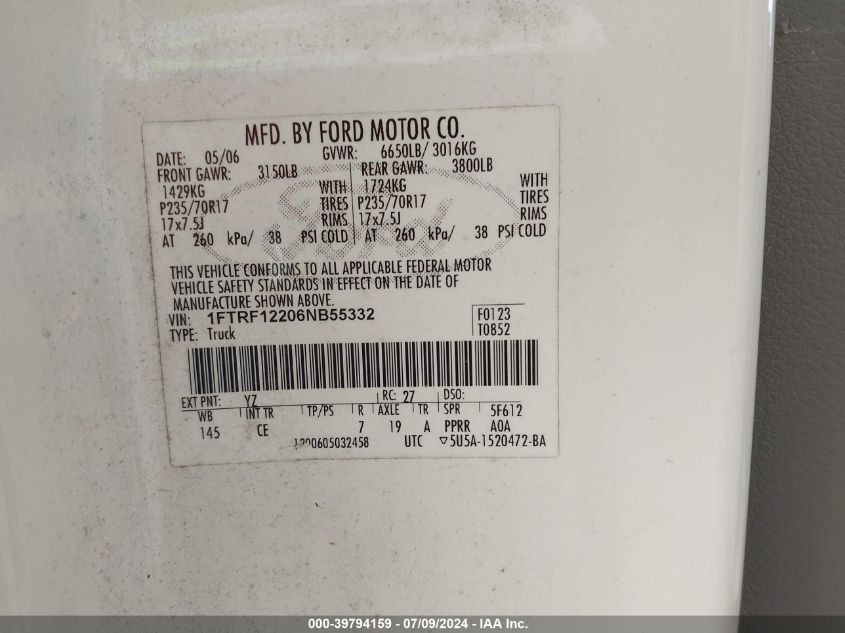 MFD. BY FORD MOTOR CO.
DATE: 05/06 GVWR: 6650LB/ 3016KG
FRONT GAWR: 3150LB REAR GAWR: 3800LB
1429KG WITH 1724KG WITH
P235/70R17 TIRES P235/70R17 TIRES
17x7.5J RIMS 17x7.5J RIMS
AT 260 kPa/ 38 PSI COLD AT 260 kPa/ 38 PSI COLD
Ford
THIS VEHICLE CONFORMS TO ALL APPLICABLE FEDERAL MOTOR
VEHICLE SAFETY STANDARDS IN EFFECT ON THE DATE OF
MANUFACTURE SHOWN ABOVE.
VIN: 1FTRF12206NB55332 F0123
TYPE: Truck T0852
EXT PNT: YZ RC: 27 DSO:
WB INT TR TP/PS R AXLE TR SPR 5F612
145 CE 7 19 A PPRR AOA
UTC ▽5U5A-1520472-BA
000-39794159 - 07/09/2024 - IAA Inc.